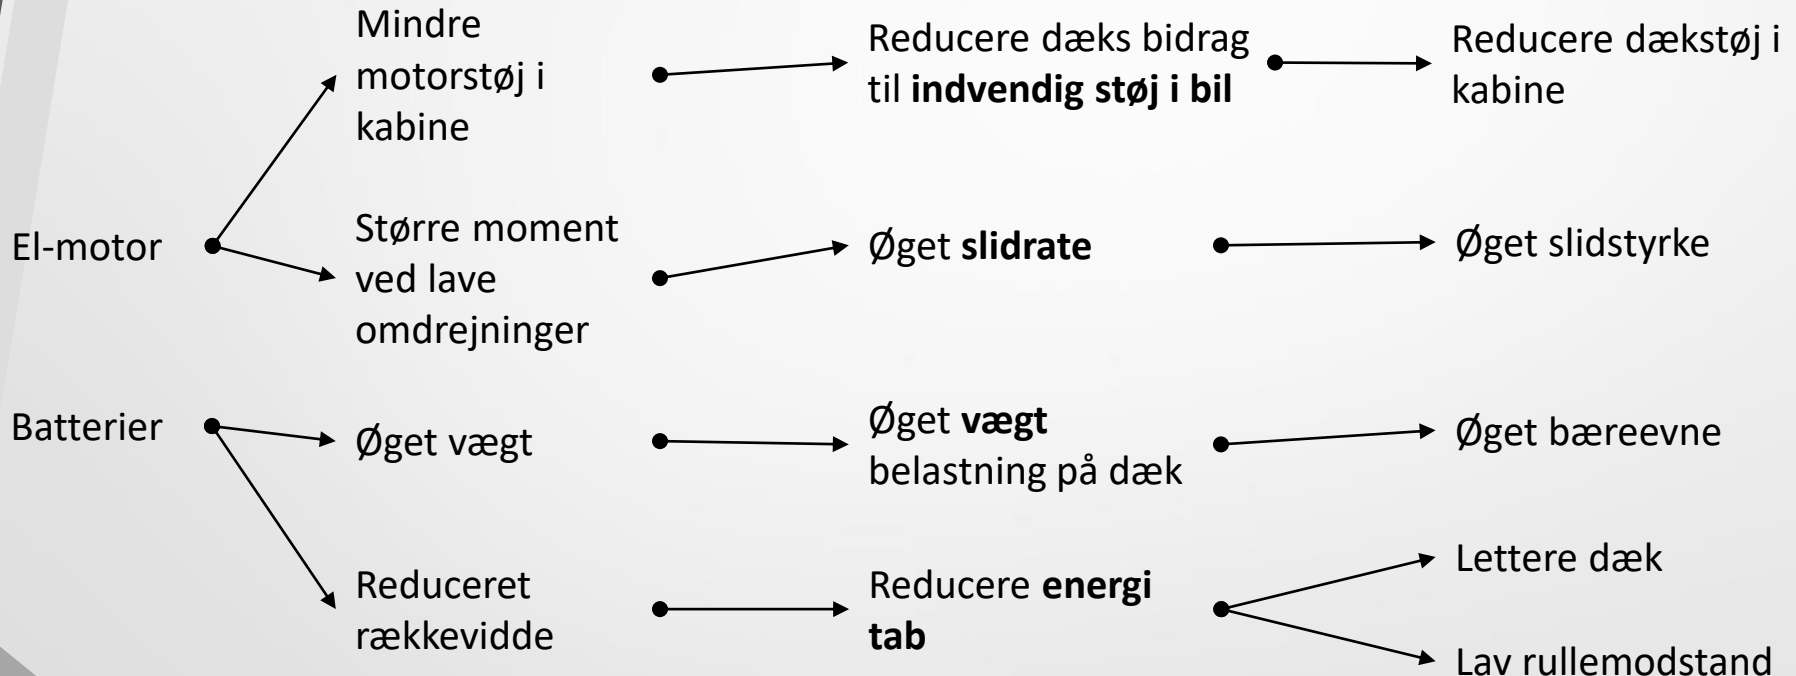 Mindre
motorstøj i
kabine
Reducere dæks bidrag
til indvendig støj i bil
Reducere dækstøj i
kabine
El-motor
Større moment
ved lave
omdrejninger
Øget slidrate
Øget slidstyrke
Batterier
Øget vægt
Øget vægt
belastning på dæk
Øget bæreevne
Reduceret
rækkevidde
Reducere energi
tab
Lettere dæk
Lav rullemodstand